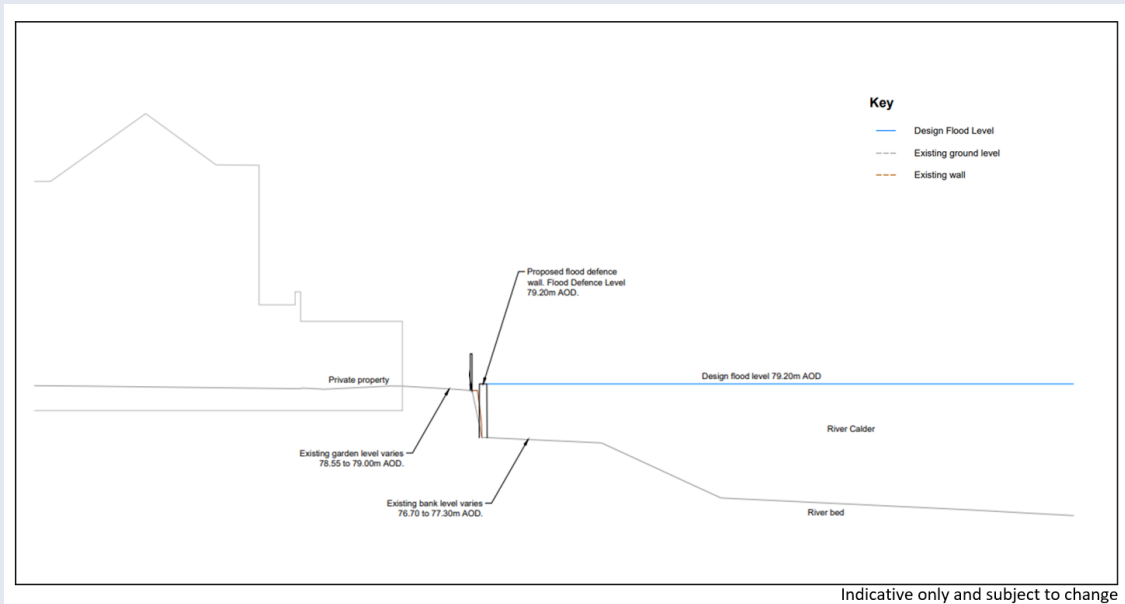 Key
Design Flood Level
Existing ground level
Existing wall
Proposed flood defence
wall. Flood Defence Level
79.20m AOD.
Private property
Design flood level 79.20m AOD
River Calder
Existing garden level varies
78.55 to 79.00m AOD.
Existing bank level varies
76.70 to 77.30m AOD.
River bed
Indicative only and subject to change